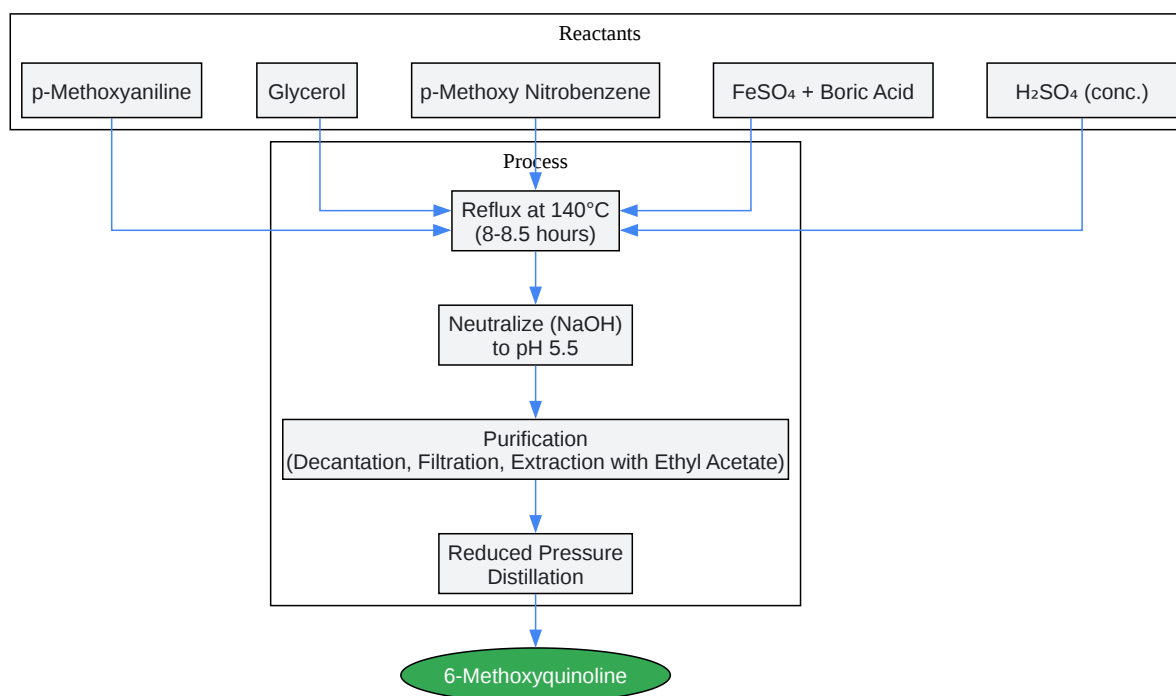 Reactants
p-Methoxyaniline
Glycerol
p-Methoxy Nitrobenzene
FeSO₄ + Boric Acid
H₂SO₄ (conc.)
Process
Reflux at 140°C
(8-8.5 hours)
Neutralize (NaOH)
to pH 5.5
Purification
(Decantation, Filtration, Extraction with Ethyl Acetate)
Reduced Pressure
Distillation
6-Methoxyquinoline